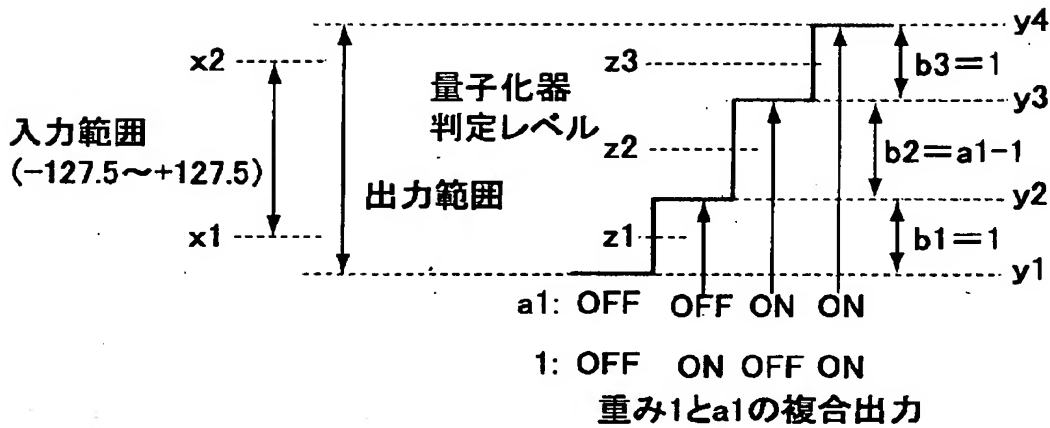 y4
x2
z3
b3=1
量子化器
判定レベル
y3
入力範囲
(-127.5～+127.5)
z2
b2=a1-1
出力範囲
y2
x1
z1
b1=1
y1
a1: OFF OFF ON ON
1: OFF ON OFF ON
重み1とa1の複合出力